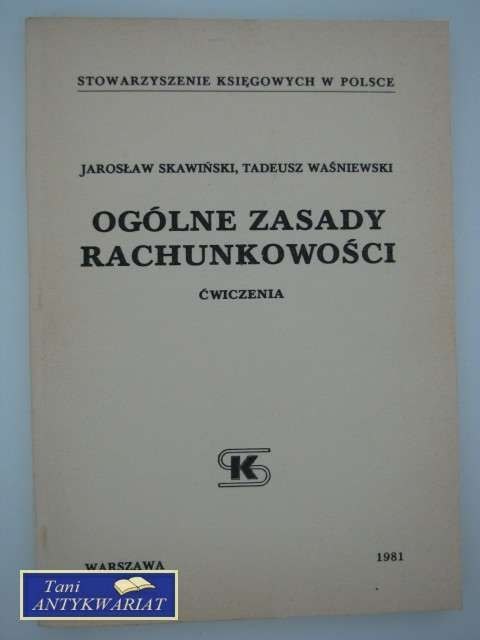 STOWARZYSZENIE KSIĘGOWYCH W POLSCE
JAROSŁAW SKAWIŃSKI, TADEUSZ WAŚNIEWSKI
OGÓLNE ZASADY
RACHUNKOWOŚCI
ĆWICZENIA
SK
WARSZAWA 1981
Tani
ANTYKWARIAT